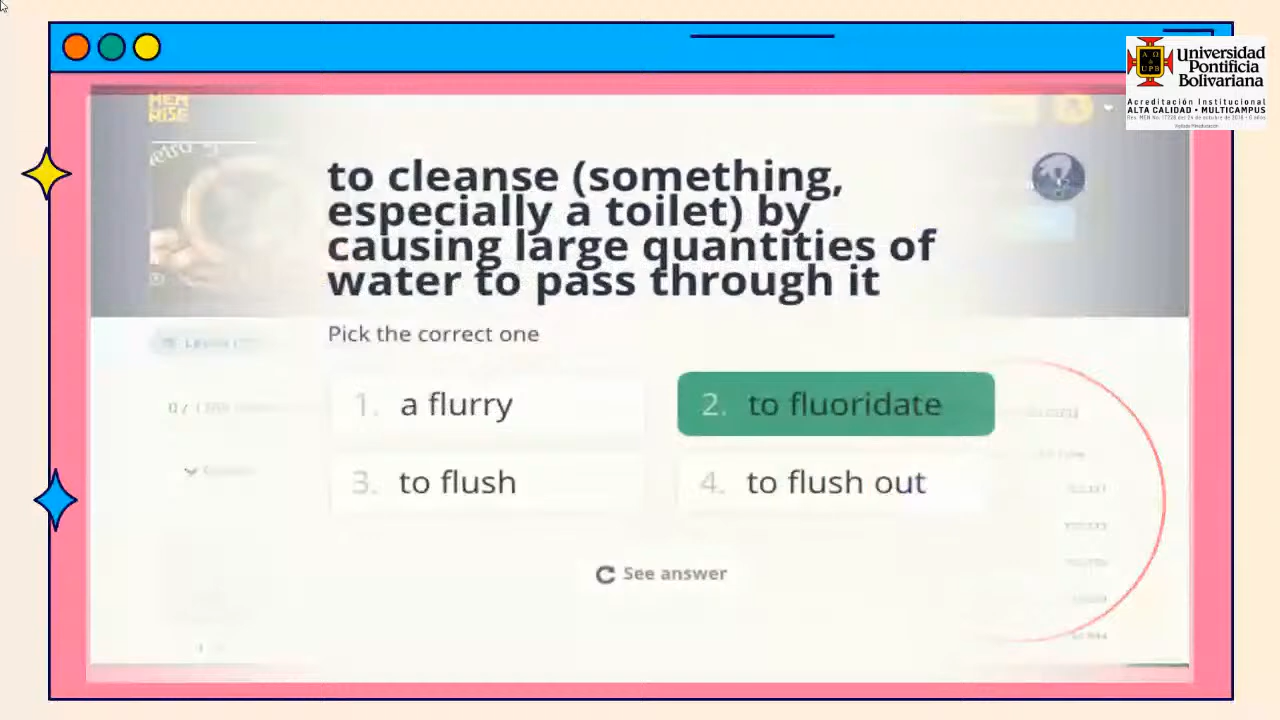 Universidad
Pontificia
Bolivariana
Acreditación Institucional
ALTA CALIDAD • MULTICAMPUS
MEM
RISE
to cleanse (something,
especially a toilet) by
causing large quantities of
water to pass through it
Pick the correct one
1. a flurry
2. to fluoridate
3. to flush
4. to flush out
See answer